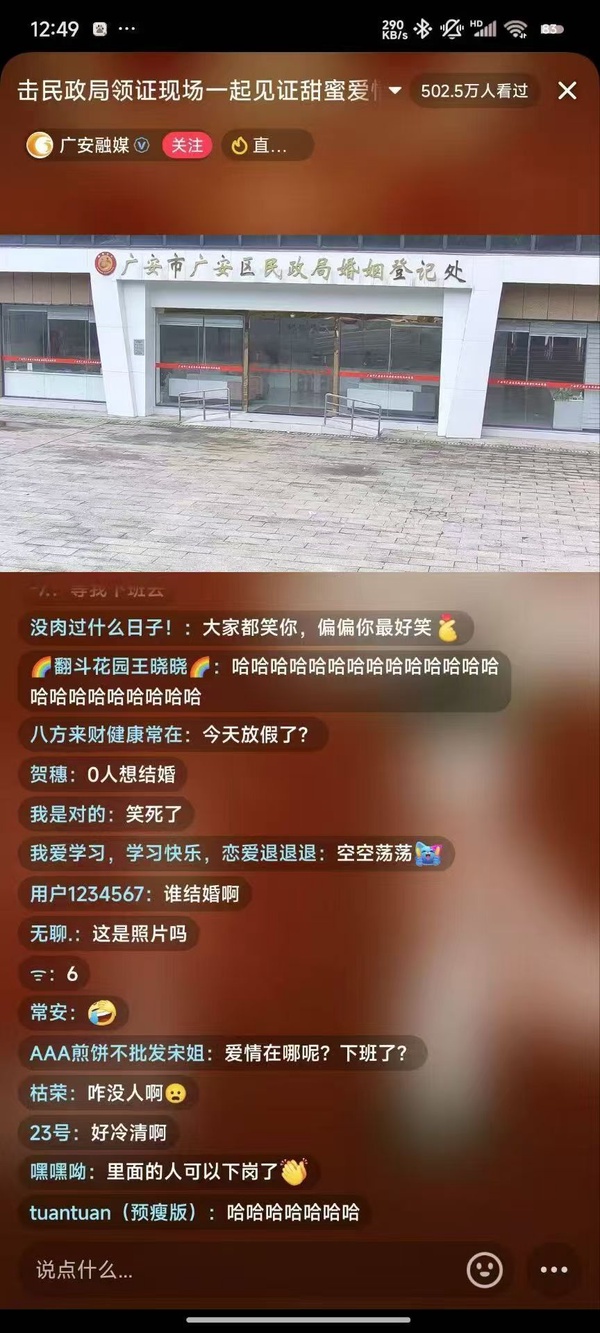 12:49
290
KB/s
HD
83
击民政局领证现场一起见证甜蜜爱
502.5万人看过
广安融媒
关注
直...
广安市广安区民政局婚姻登记处
等我下班去
没肉过什么日子！：大家都笑你，偏偏你最好笑
翻斗花园王晓晓：哈哈哈哈哈哈哈哈哈哈哈哈哈哈
哈哈哈哈哈哈哈哈哈
八方来财健康常在：今天放假了？
贺穗：0人想结婚
我是对的：笑死了
我爱学习，学习快乐，恋爱退退退：空空荡荡
用户1234567：谁结婚啊
无聊.：这是照片吗
：6
常安：
AAA煎饼不批发宋姐：爱情在哪呢？下班了？
枯荣：咋没人啊
23号：好冷清啊
嘿嘿呦：里面的人可以下岗了
tuantuan（预瘦版）：哈哈哈哈哈哈哈
说点什么...